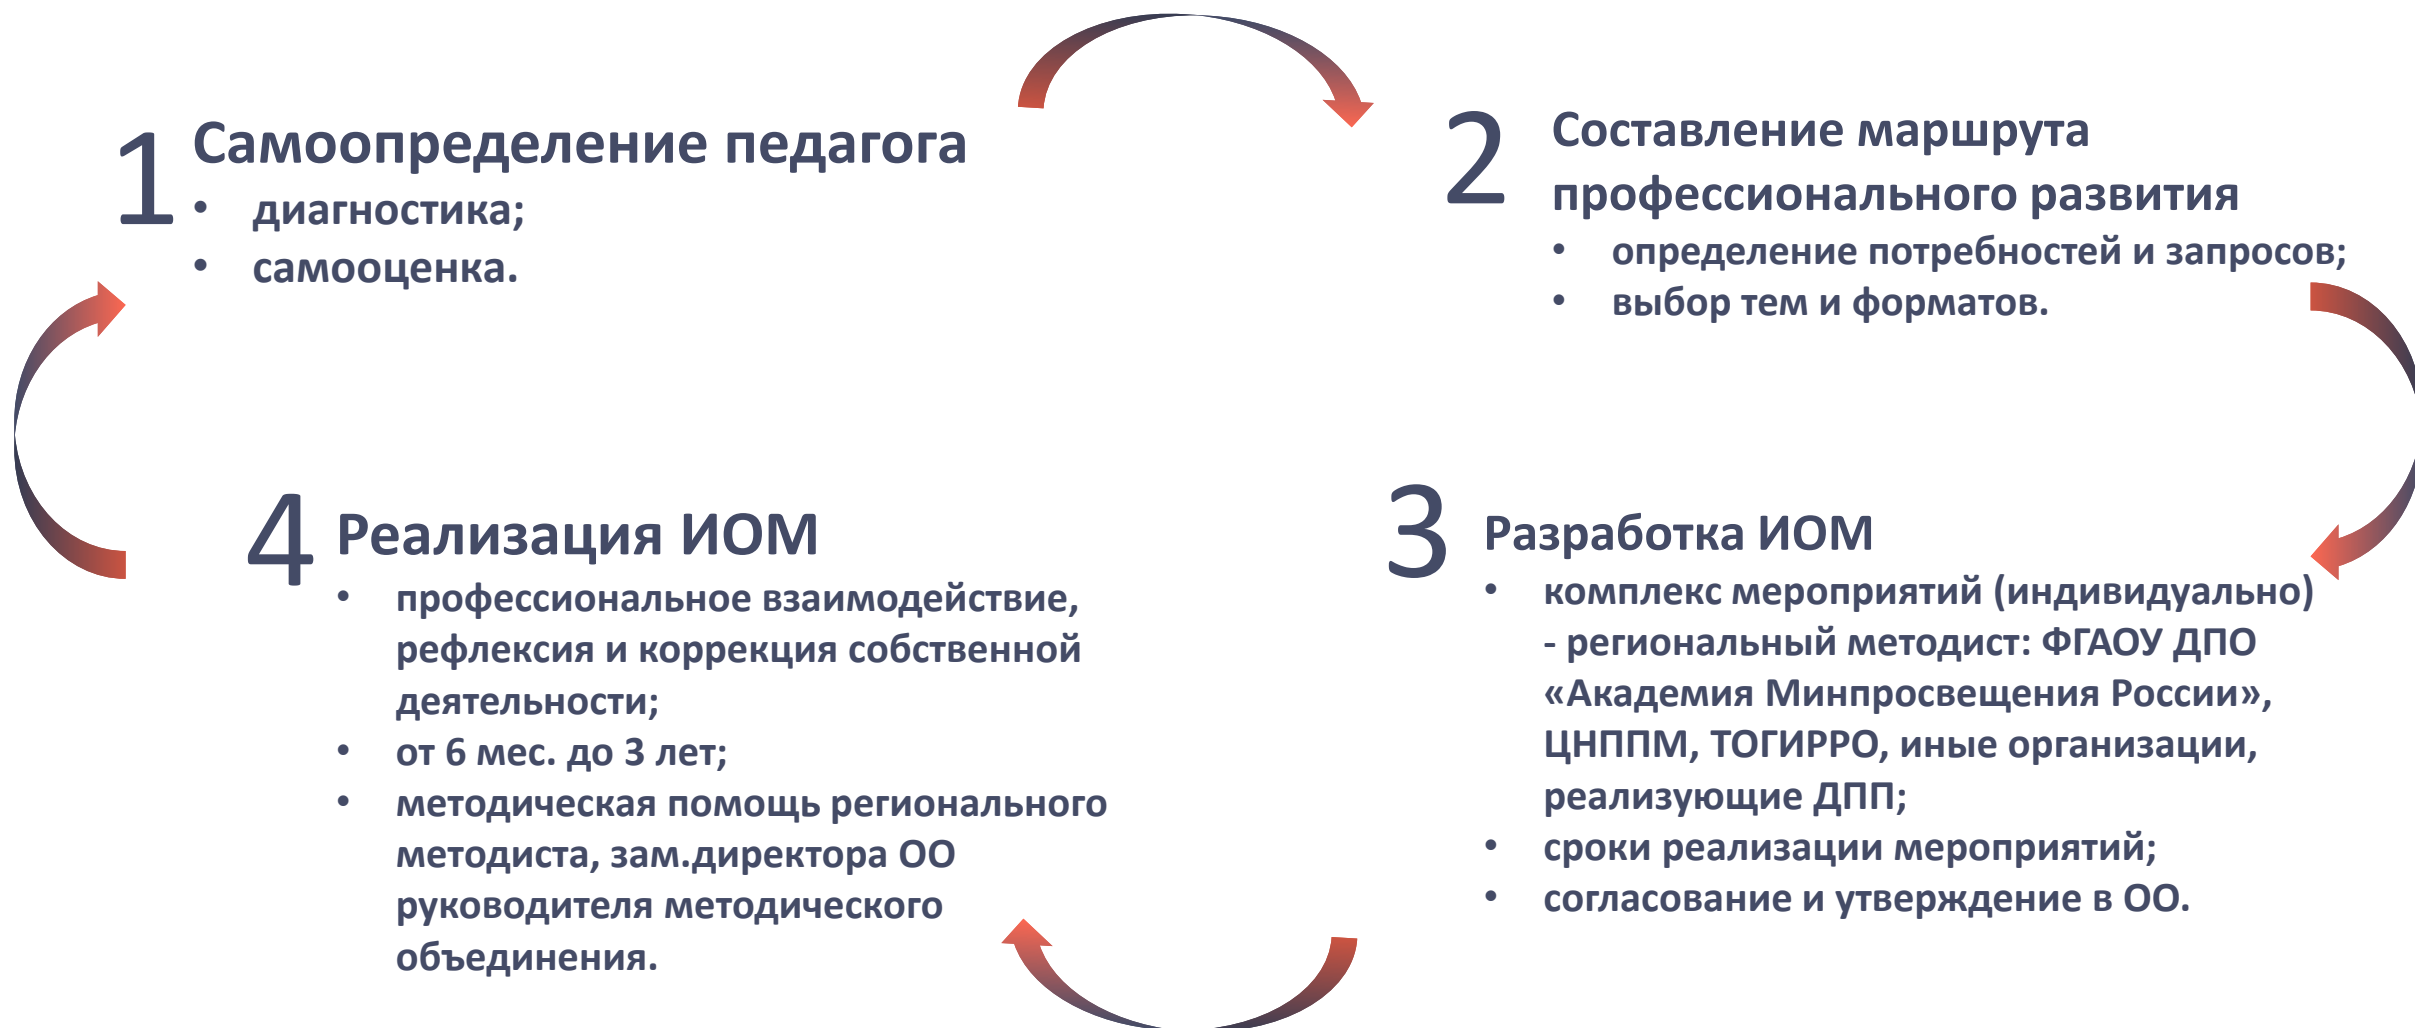 1
Самоопределение педагога
• диагностика;
• самооценка.
2
Составление маршрута
профессионального развития
• определение потребностей и запросов;
• выбор тем и форматов.
3
Разработка ИОМ
• комплекс мероприятий (индивидуально)
- региональный методист: ФГАОУ ДПО
«Академия Минпросвещения России»,
ЦНППМ, ТОГИРРО, иные организации,
реализующие ДПП;
• сроки реализации мероприятий;
• согласование и утверждение в ОО.
4
Реализация ИОМ
• профессиональное взаимодействие,
рефлексия и коррекция собственной
деятельности;
• от 6 мес. до 3 лет;
• методическая помощь регионального
методиста, зам.директора ОО
руководителя методического
объединения.